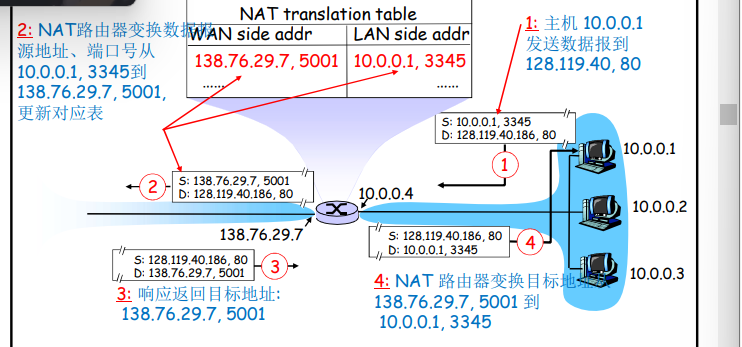 NAT translation table
WAN side addr LAN side addr
138.76.29.7, 5001 10.0.0.1, 3345
...... ......
2: NAT路由器变换数据报
源地址、端口号从
10.0.0.1, 3345到
138.76.29.7, 5001,
更新对应表
1: 主机 10.0.0.1
发送数据报到
128.119.40, 80
S: 10.0.0.1, 3345
D: 128.119.40.186, 80
1
10.0.0.1
S: 138.76.29.7, 5001
D: 128.119.40.186, 80
2
10.0.0.4
10.0.0.2
138.76.29.7
S: 128.119.40.186, 80
D: 10.0.0.1, 3345
4
S: 128.119.40.186, 80
D: 138.76.29.7, 5001
3
10.0.0.3
3: 响应返回目标地址:
138.76.29.7, 5001
4: NAT 路由器变换目标地址
138.76.29.7, 5001 到
10.0.0.1, 3345